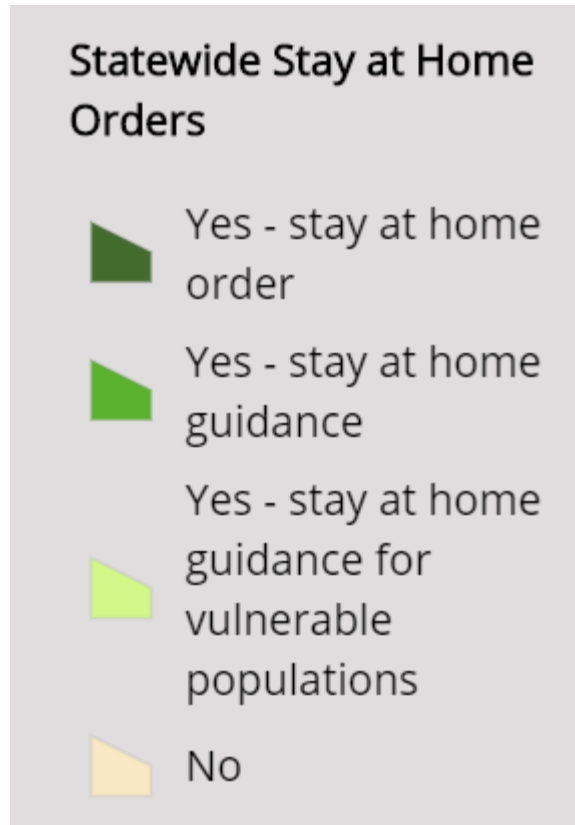 Statewide Stay at Home
Orders
Yes - stay at home
order
Yes - stay at home
guidance
Yes - stay at home
guidance for
vulnerable
populations
No